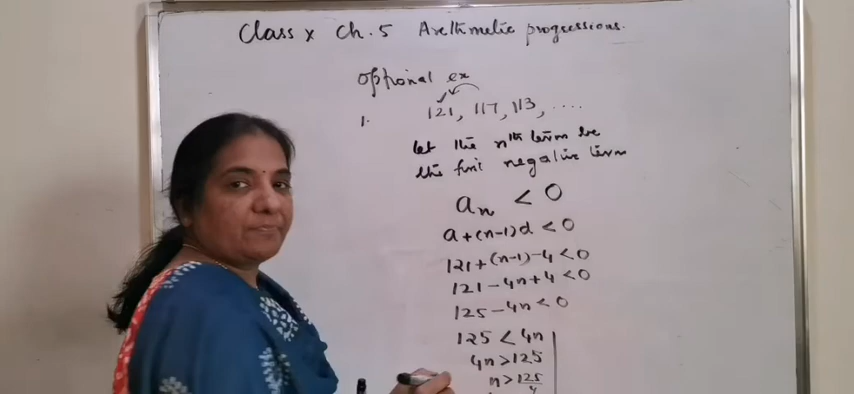 Class X Ch. 5 Arethmetic progressions.
optional ex
1. 121, 117, 113, ....
let the nth term be
the first negative term
an < 0
a+(n-1)d < 0
121+(n-1)-4 < 0
121-4n+4 < 0
125-4n < 0
125 < 4n
4n > 125
n > 125/4